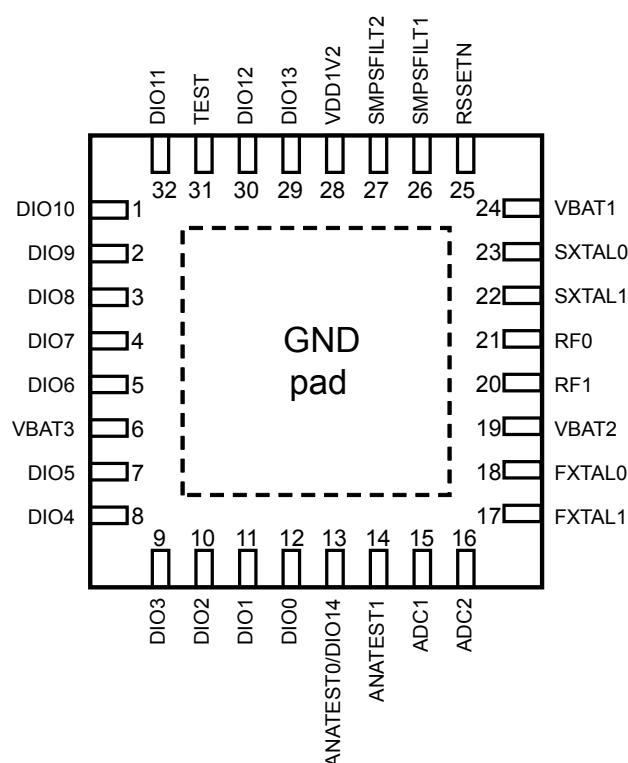 DIO11
TEST
DIO12
DIO13
VDD1V2
SMPSFILT2
SMPSFILT1
RSSETN
32 31 30 29 28 27 26 25
DIO10 1
DIO9 2
DIO8 3
DIO7 4
DIO6 5
VBAT3 6
DIO5 7
DIO4 8
GND
pad
24 VBAT1
23 SXTAL0
22 SXTAL1
21 RF0
20 RF1
19 VBAT2
18 FXTAL0
17 FXTAL1
9 10 11 12 13 14 15 16
DIO3
DIO2
DIO1
DIO0
ANATEST0/DIO14
ANATEST1
ADC1
ADC2